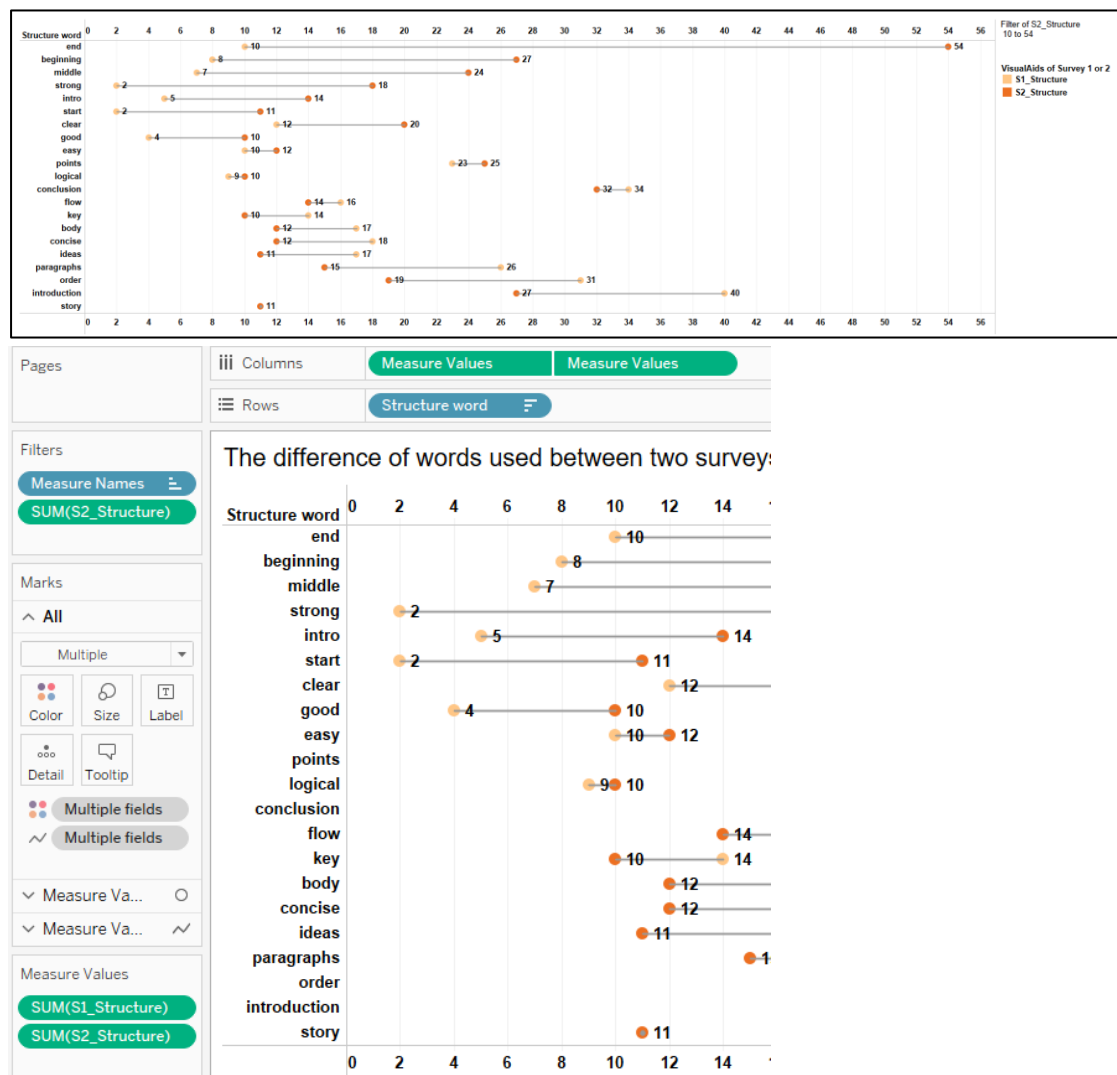 Structure word 0 2 4 6 8 10 12 14 16 18 20 22 24 26 28 30 32 34 36 38 40 42 44 46 48 50 52 54 56
end 10 54
beginning 8 27
middle 7 24
strong 2 18
intro 5 14
start 2 11
clear 12 20
good 4 10
easy 10 12
points 23 25
logical 9 10
conclusion 32 34
flow 14 16
key 10 14
body 12 17
concise 12 18
ideas 11 17
paragraphs 15 26
order 19 31
introduction 27 40
story 11
0 2 4 6 8 10 12 14 16 18 20 22 24 26 28 30 32 34 36 38 40 42 44 46 48 50 52 54 56
Filter of S2_Structure
10 to 54
VisualAids of Survey 1 or 2
S1_Structure
S2_Structure
Pages
Columns Measure Values Measure Values
Rows Structure word
Filters
Measure Names
SUM(S2_Structure)
Marks
All
Multiple
Color Size Label
Detail Tooltip
Multiple fields
Multiple fields
Measure Va...
Measure Va...
Measure Values
SUM(S1_Structure)
SUM(S2_Structure)
The difference of words used between two surveys
Structure word 0 2 4 6 8 10 12 14
end 10
beginning 8
middle 7
strong 2
intro 5 14
start 2 11
clear 12
good 4 10
easy 10 12
points
logical 9 10
conclusion
flow 14
key 10 14
body 12
concise 12
ideas 11
paragraphs 1
order
introduction
story 11
0 2 4 6 8 10 12 14